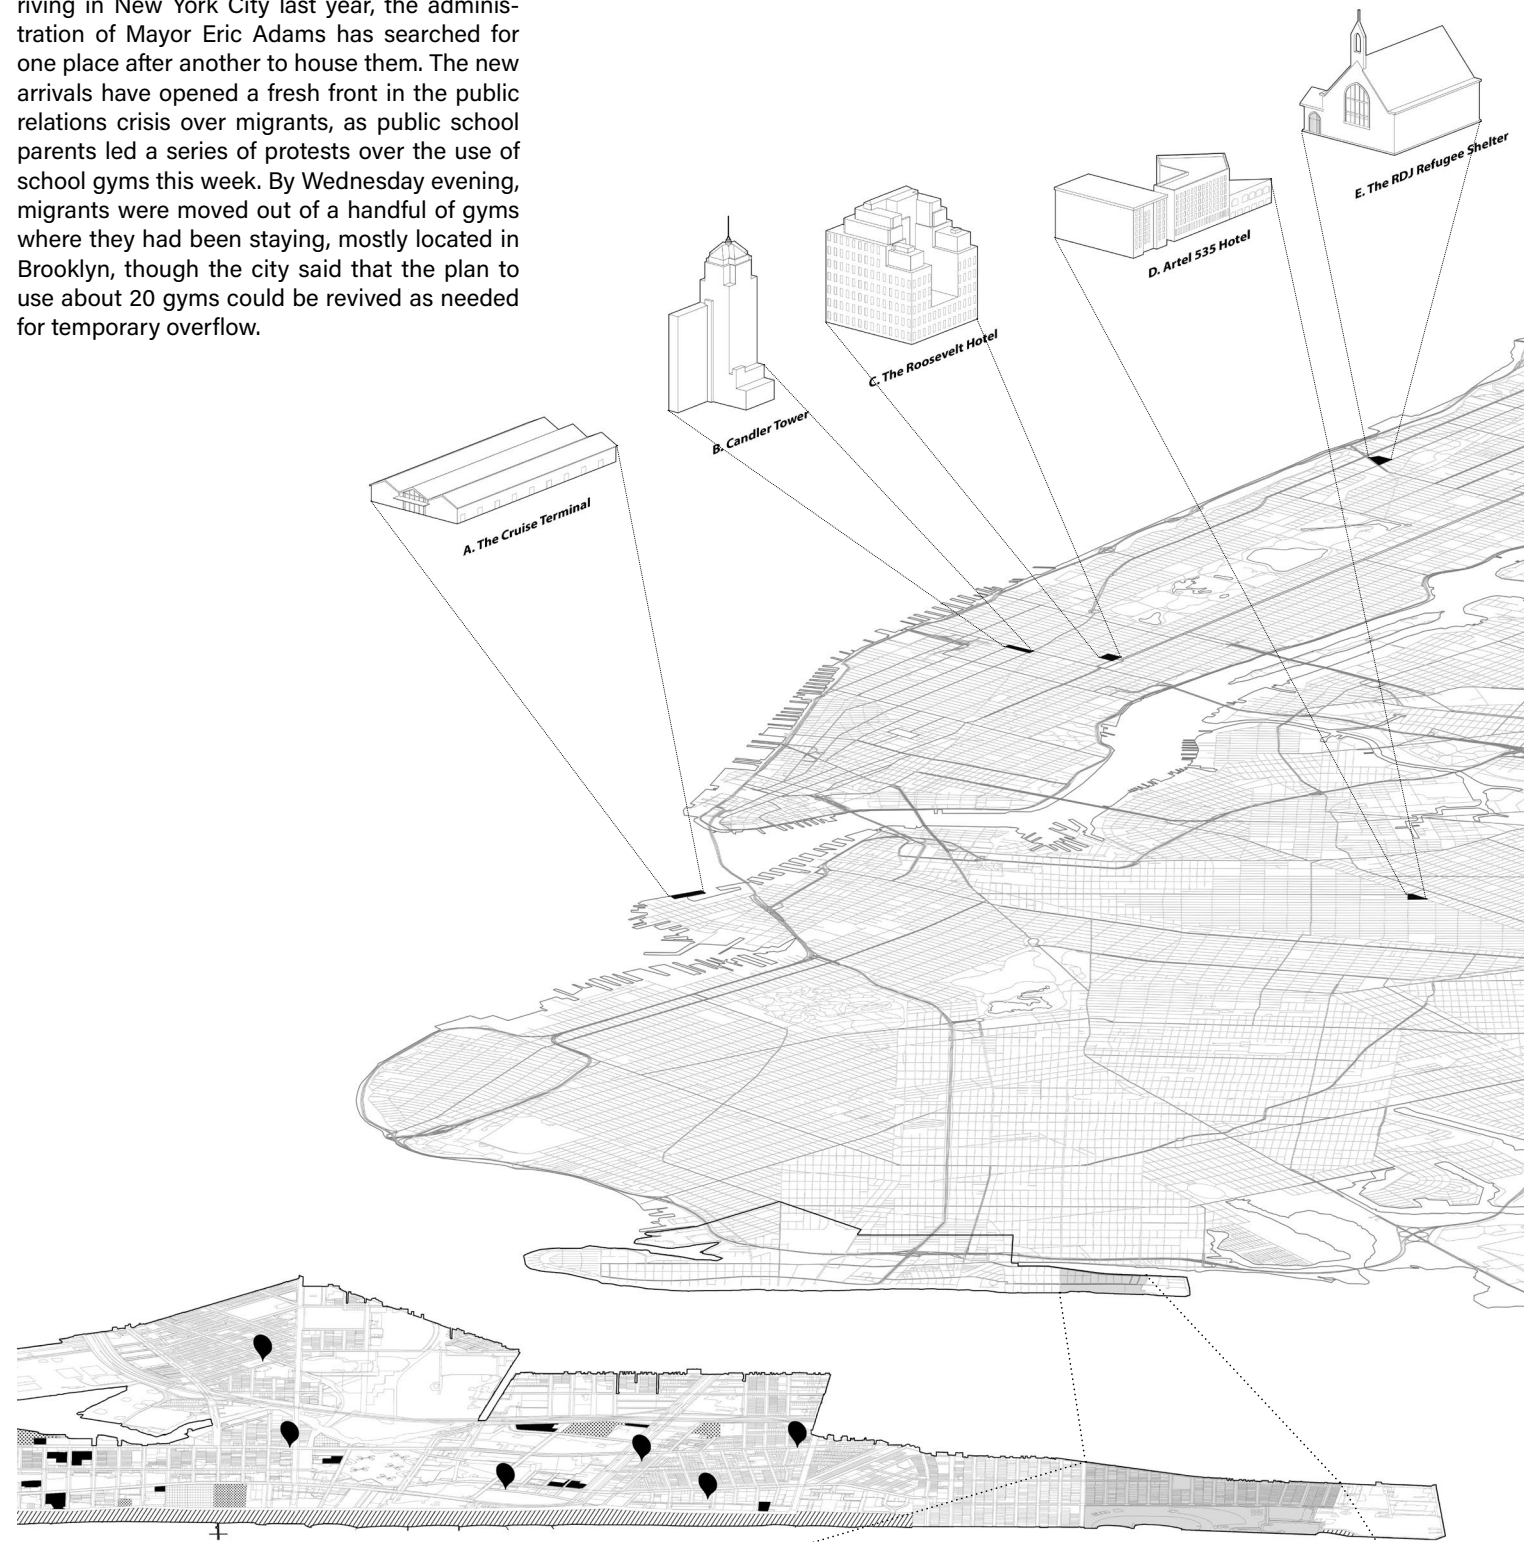 riving in New York City last year, the adminis-
tration of Mayor Eric Adams has searched for
one place after another to house them. The new
arrivals have opened a fresh front in the public
relations crisis over migrants, as public school
parents led a series of protests over the use of
school gyms this week. By Wednesday evening,
migrants were moved out of a handful of gyms
where they had been staying, mostly located in
Brooklyn, though the city said that the plan to
use about 20 gyms could be revived as needed
for temporary overflow.
E. The RDJ Refugee Shelter
D. Artel 535 Hotel
C. The Roosevelt Hotel
B. Candler Tower
A. The Cruise Terminal